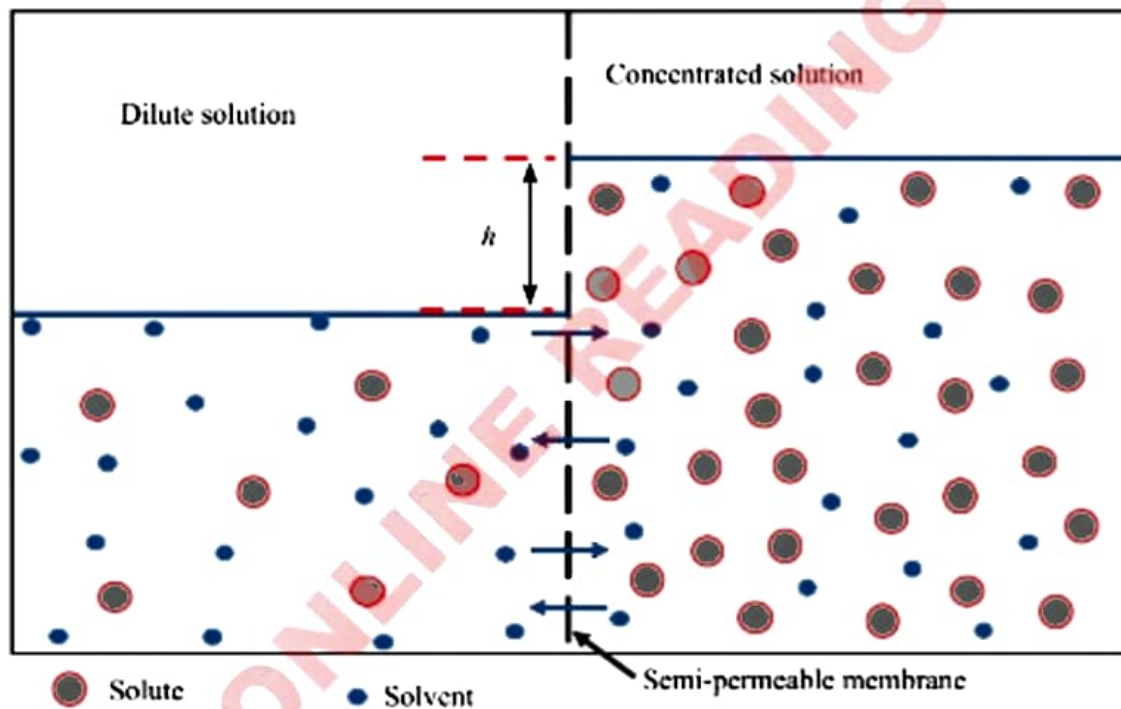 Concentrated solution
Dilute solution
h
Solute
Solvent
Semi-permeable membrane
ONLINE READING